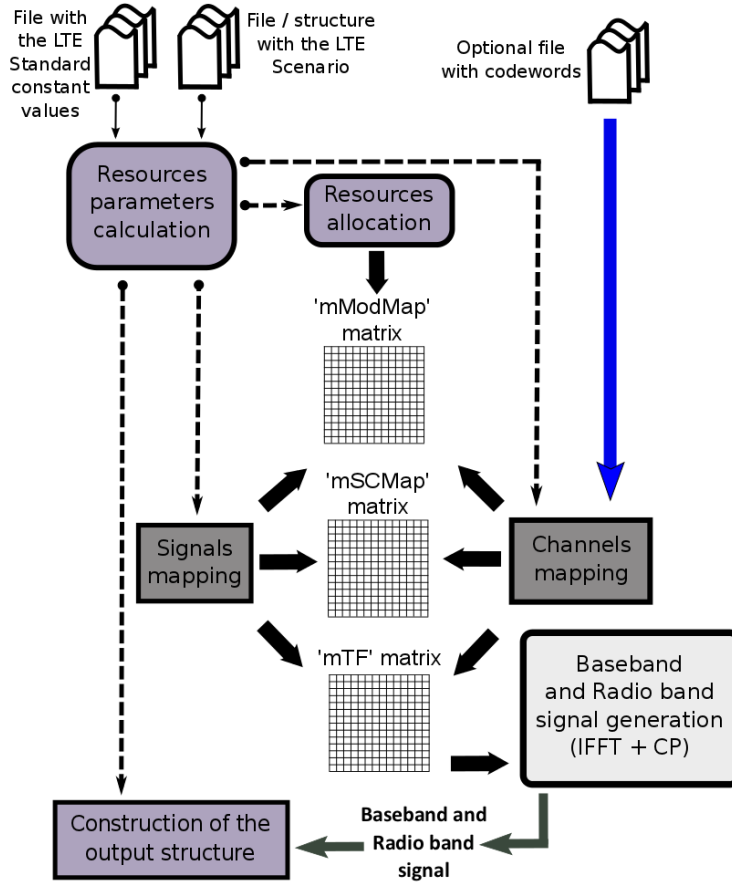 File with
the LTE
Standard
constant
values
File / structure
with the LTE
Scenario
Optional file
with codewords
Resources
parameters
calculation
Resources
allocation
'mModMap'
matrix
'mSCMap'
matrix
Signals
mapping
Channels
mapping
'mTF' matrix
Baseband
and Radio band
signal generation
(IFFT + CP)
Construction of the
output structure
Baseband and
Radio band
signal